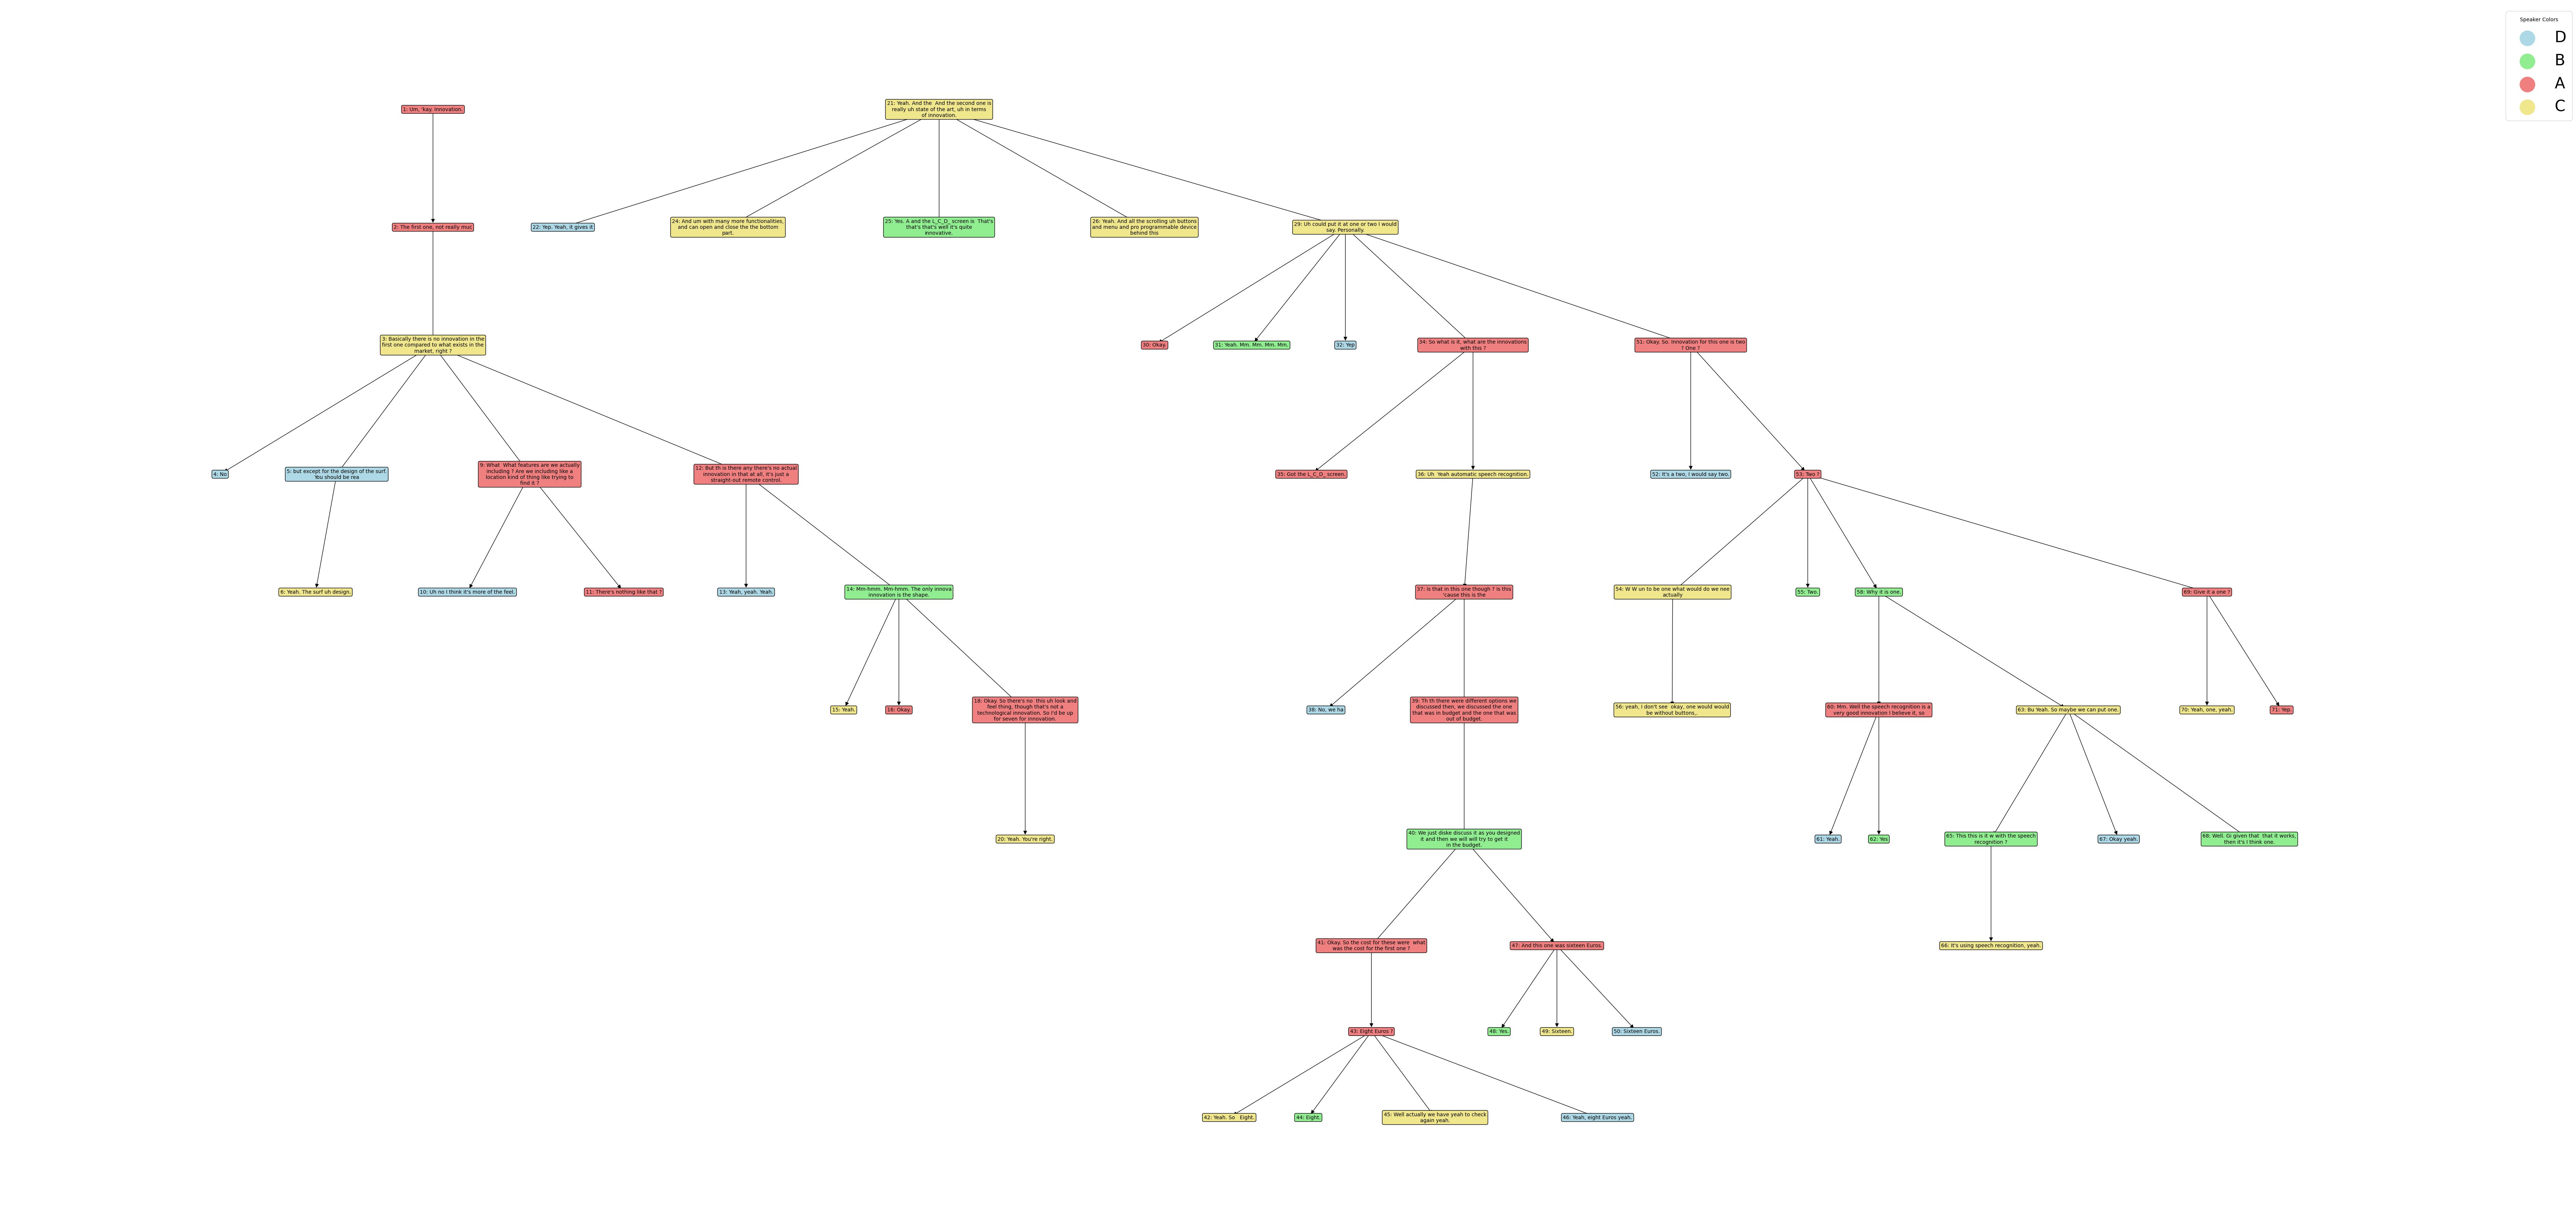 Speaker Colors
D
B
A
C
1: Um, 'kay. Innovation.
21: Yeah. And the  And the second one is
really uh state of the art, uh in terms
of innovation.
2: The first one, not really muc
22: Yep. Yeah, it gives it
24: And um with many more functionalities,
and can open and close the the bottom
part.
25: Yes. A and the L_C_D_ screen is  That's
that's that's well it's quite
innovative.
26: Yeah. And all the scrolling uh buttons
and menu and pro programmable device
behind this
29: Uh could put it at one or two I would
say. Personally.
3: Basically there is no innovation in the
first one compared to what exists in the
market, right ?
30: Okay.
31: Yeah. Mm. Mm. Mm. Mm.
32: Yep
34: So what is it, what are the innovations
with this ?
51: Okay, So. Innovation for this one is two
? One ?
4: No
5: but except for the design of the surf.
You should be rea
9: What  What features are we actually
including ? Are we including like a
location kind of thing like trying to
find it ?
12: But th is there any there's no actual
innovation in that at all, it's just a
straight-out remote control.
35: Got the L_C_D_ screen.
36: Uh  Yeah automatic speech recognition.
52: It's a two, I would say two.
53: Two ?
6: Yeah. The surf uh design.
10: Uh no I think it's more of the feel.
11: There's nothing like that ?
13: Yeah, yeah. Yeah.
14: Mm-hmm. Mm-hmm. The only innova
innovation is the shape.
37: Is that in this one though ? Is this
'cause this is the
54: W W un to be one what would do we nee
actually
55: Two.
58: Why it is one.
69: Give it a one ?
15: Yeah.
16: Okay.
18: Okay. So there's no  this uh look and
feel thing, though that's not a
technological innovation. So I'd be up
for seven for innovation.
38: No, we ha
39: Th th there were different options we
discussed then, we discussed the one
that was in budget and the one that was
out of budget.
56: yeah, I don't see  okay, one would would
be without buttons,.
60: Mm. Well the speech recognition is a
very good innovation I believe it, so
63: Bu Yeah. So maybe we can put one.
70: Yeah, one, yeah.
71: Yep.
20: Yeah. You're right.
40: We just diske discuss it as you designed
it and then we will will try to get it
in the budget.
61: Yeah.
62: Yes
65: This this is it w with the speech
recognition ?
67: Okay yeah.
68: Well. Gi given that  that it works,
then it's I think one.
41: Okay. So the cost for these were  what
was the cost for the first one ?
47: And this one was sixteen Euros.
66: It's using speech recognition, yeah.
43: Eight Euros ?
48: Yes.
49: Sixteen.
50: Sixteen Euros.
42: Yeah. So   Eight.
44: Eight.
45: Well actually we have yeah to check
again yeah.
46: Yeah, eight Euros yeah.